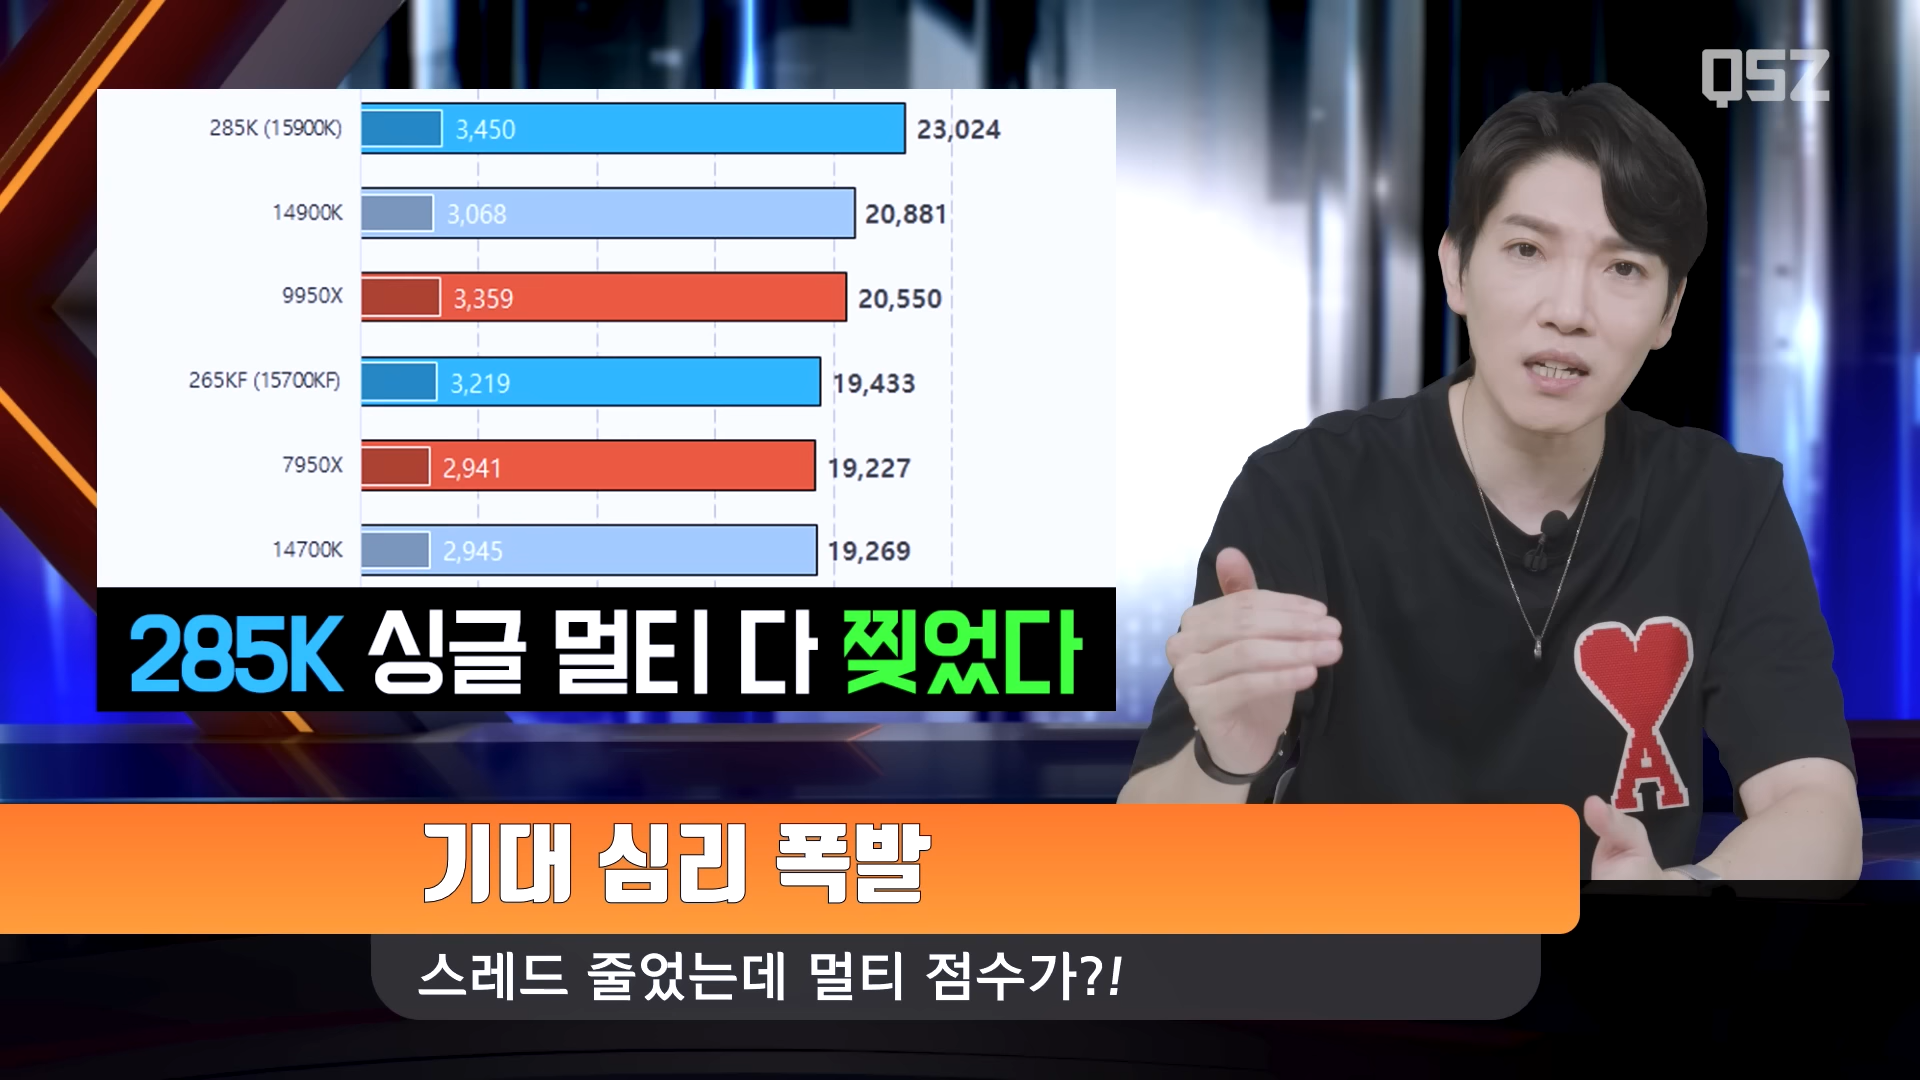 QSZ
285K (15900K) 3,450 23,024
14900K 3,068 20,881
9950X 3,359 20,550
265KF (15700KF) 3,219 19,433
7950X 2,941 19,227
14700K 2,945 19,269
285K 싱글 멀티 다 찢었다
A
기대 심리 폭발
스레드 줄었는데 멀티 점수가?!